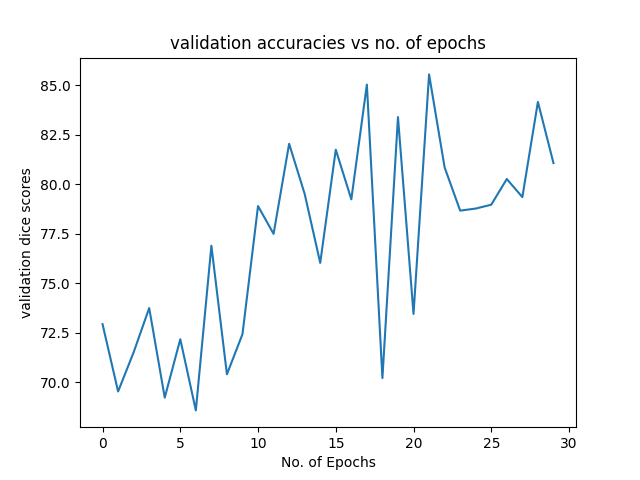 validation accuracies vs no. of epochs
85.0
82.5
80.0
77.5
75.0
72.5
70.0
validation dice scores
0 5 10 15 20 25 30
No. of Epochs